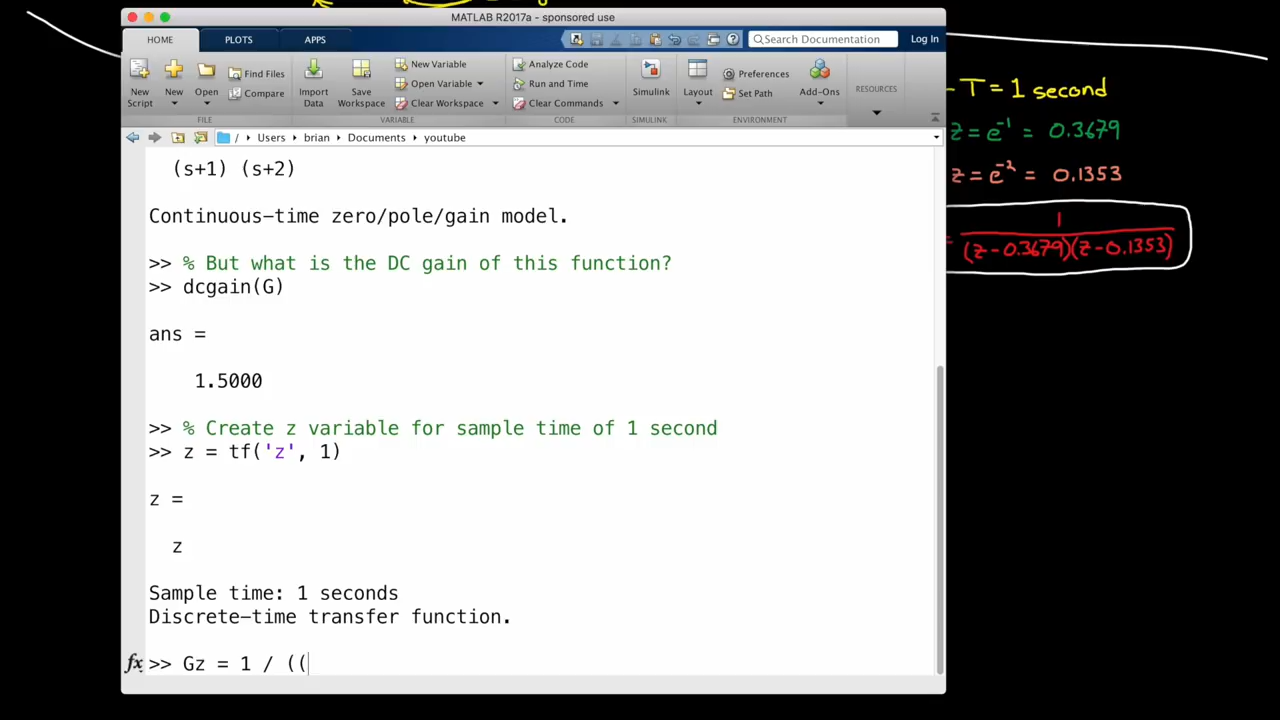 MATLAB R2017a - sponsored use
HOME PLOTS APPS Search Documentation Log In
New Script New Open Find Files Compare Import Data Save Workspace New Variable Open Variable Clear Workspace Analyze Code Run and Time Clear Commands Simulink Layout Preferences Set Path Add-Ons RESOURCES
FILE VARIABLE CODE SIMULINK ENVIRONMENT
/ Users brian Documents youtube
(s+1) (s+2)
Continuous-time zero/pole/gain model.
>> % But what is the DC gain of this function?
>> dcgain(G)
ans =
1.5000
>> % Create z variable for sample time of 1 second
>> z = tf('z', 1)
z =
z
Sample time: 1 seconds
Discrete-time transfer function.
fx >> Gz = 1 / ((
- T = 1 second
z = e⁻¹ = 0.3679
z = e⁻² = 0.1353
1
(z-0.3679)(z-0.1353)